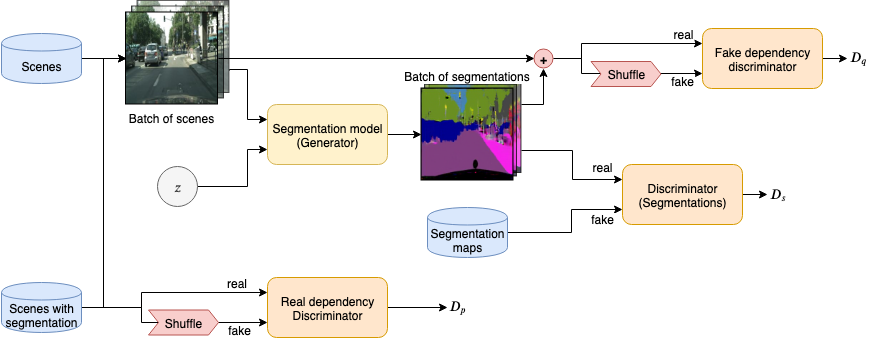 Scenes
Batch of scenes
z
Segmentation model
(Generator)
Batch of segmentations
+
real
Shuffle
fake
Fake dependency
discriminator
D_q
real
fake
Discriminator
(Segmentations)
D_s
Segmentation
maps
Scenes with
segmentation
real
Shuffle
fake
Real dependency
Discriminator
D_p